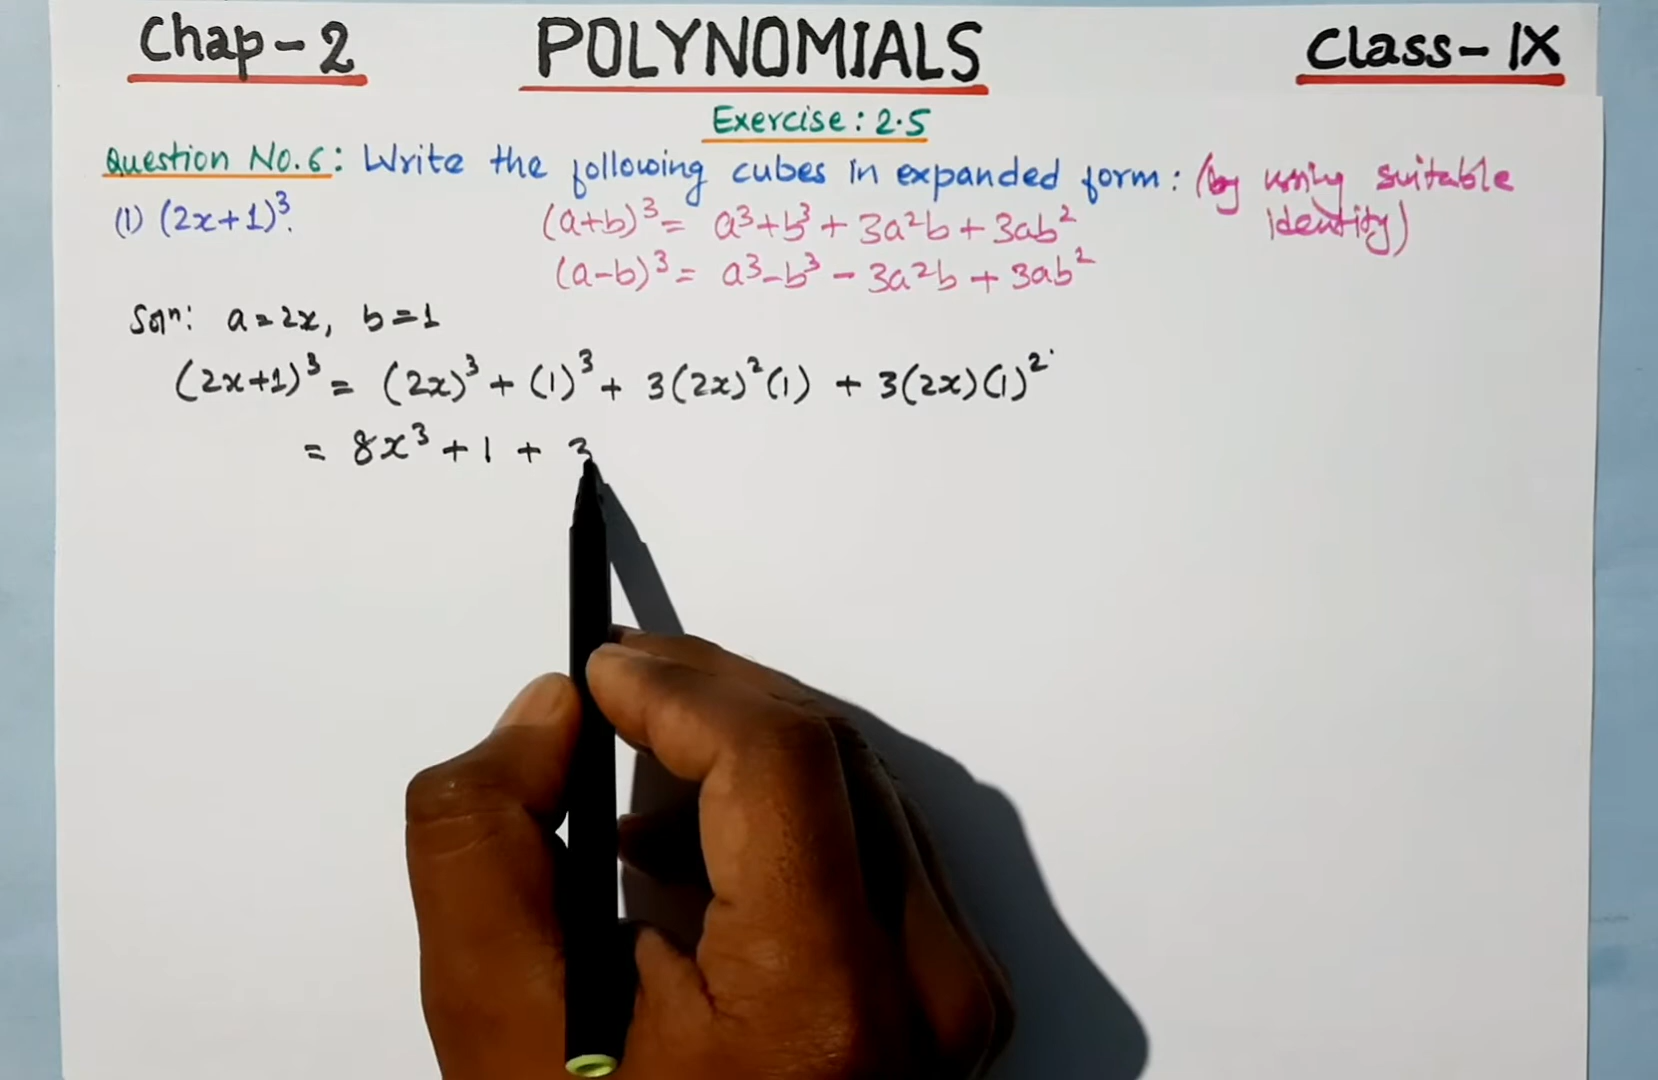 Chap-2 POLYNOMIALS Class-IX
Exercise: 2.5
Question No.6: Write the following cubes in expanded form: (by using suitable
Identity)
(i) (2x+1)³. (a+b)³ = a³+b³+3a²b+3ab²
(a-b)³ = a³-b³-3a²b+3ab²
Solⁿ: a=2x, b=1
(2x+1)³ = (2x)³+(1)³+3(2x)²(1)+3(2x)(1)²
= 8x³+1+3